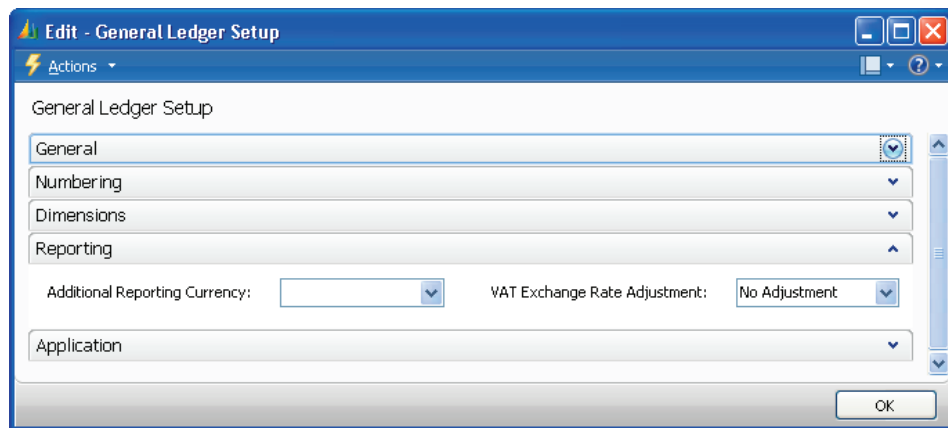 Edit - General Ledger Setup
Actions
General Ledger Setup
General
Numbering
Dimensions
Reporting
Additional Reporting Currency: VAT Exchange Rate Adjustment: No Adjustment
Application
OK